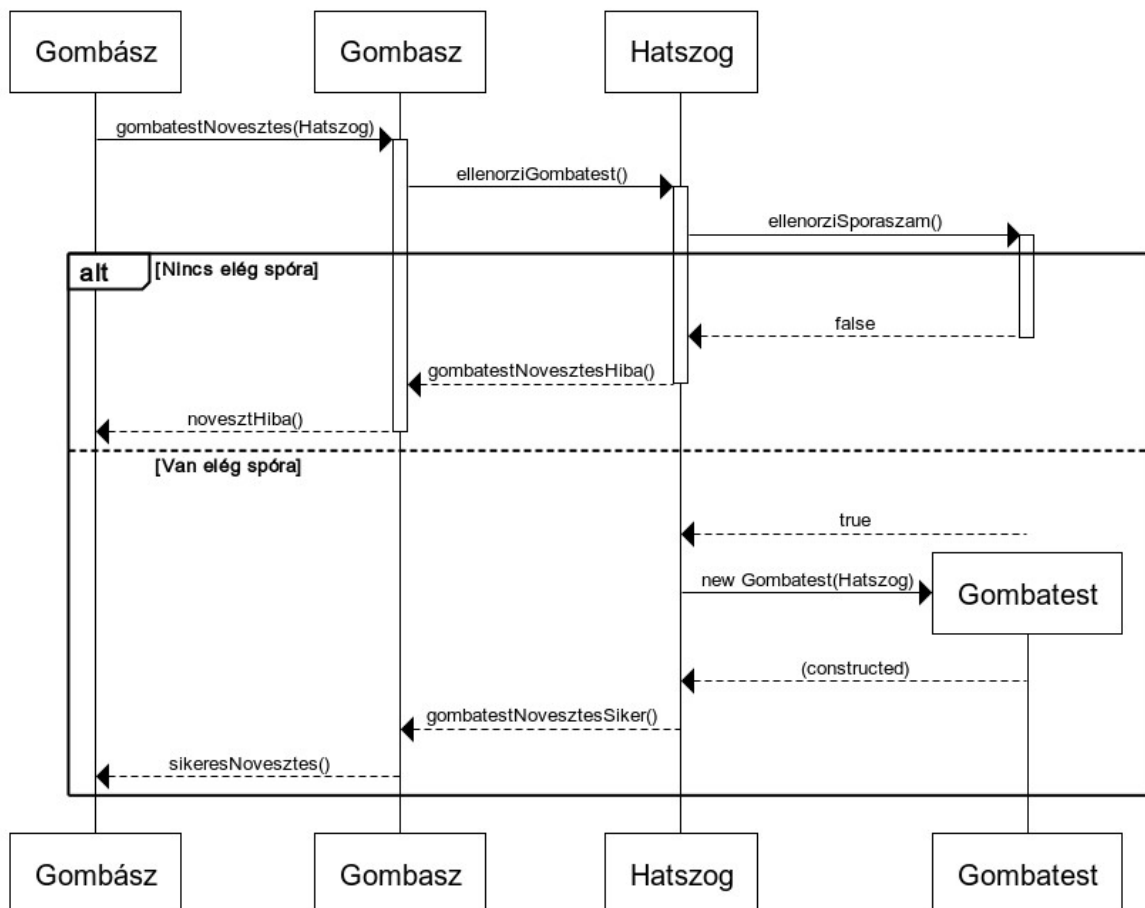 Gombász
Gombasz
Hatszog
gombatestNovesztes(Hatszog)
ellenorziGombatest()
ellenorziSporaszam()
alt
[Nincs elég spóra]
false
gombatestNovesztesHiba()
novesztHiba()
[Van elég spóra]
true
new Gombatest(Hatszog)
Gombatest
(constructed)
gombatestNovesztesSiker()
sikeresNovesztes()
Gombász
Gombasz
Hatszog
Gombatest